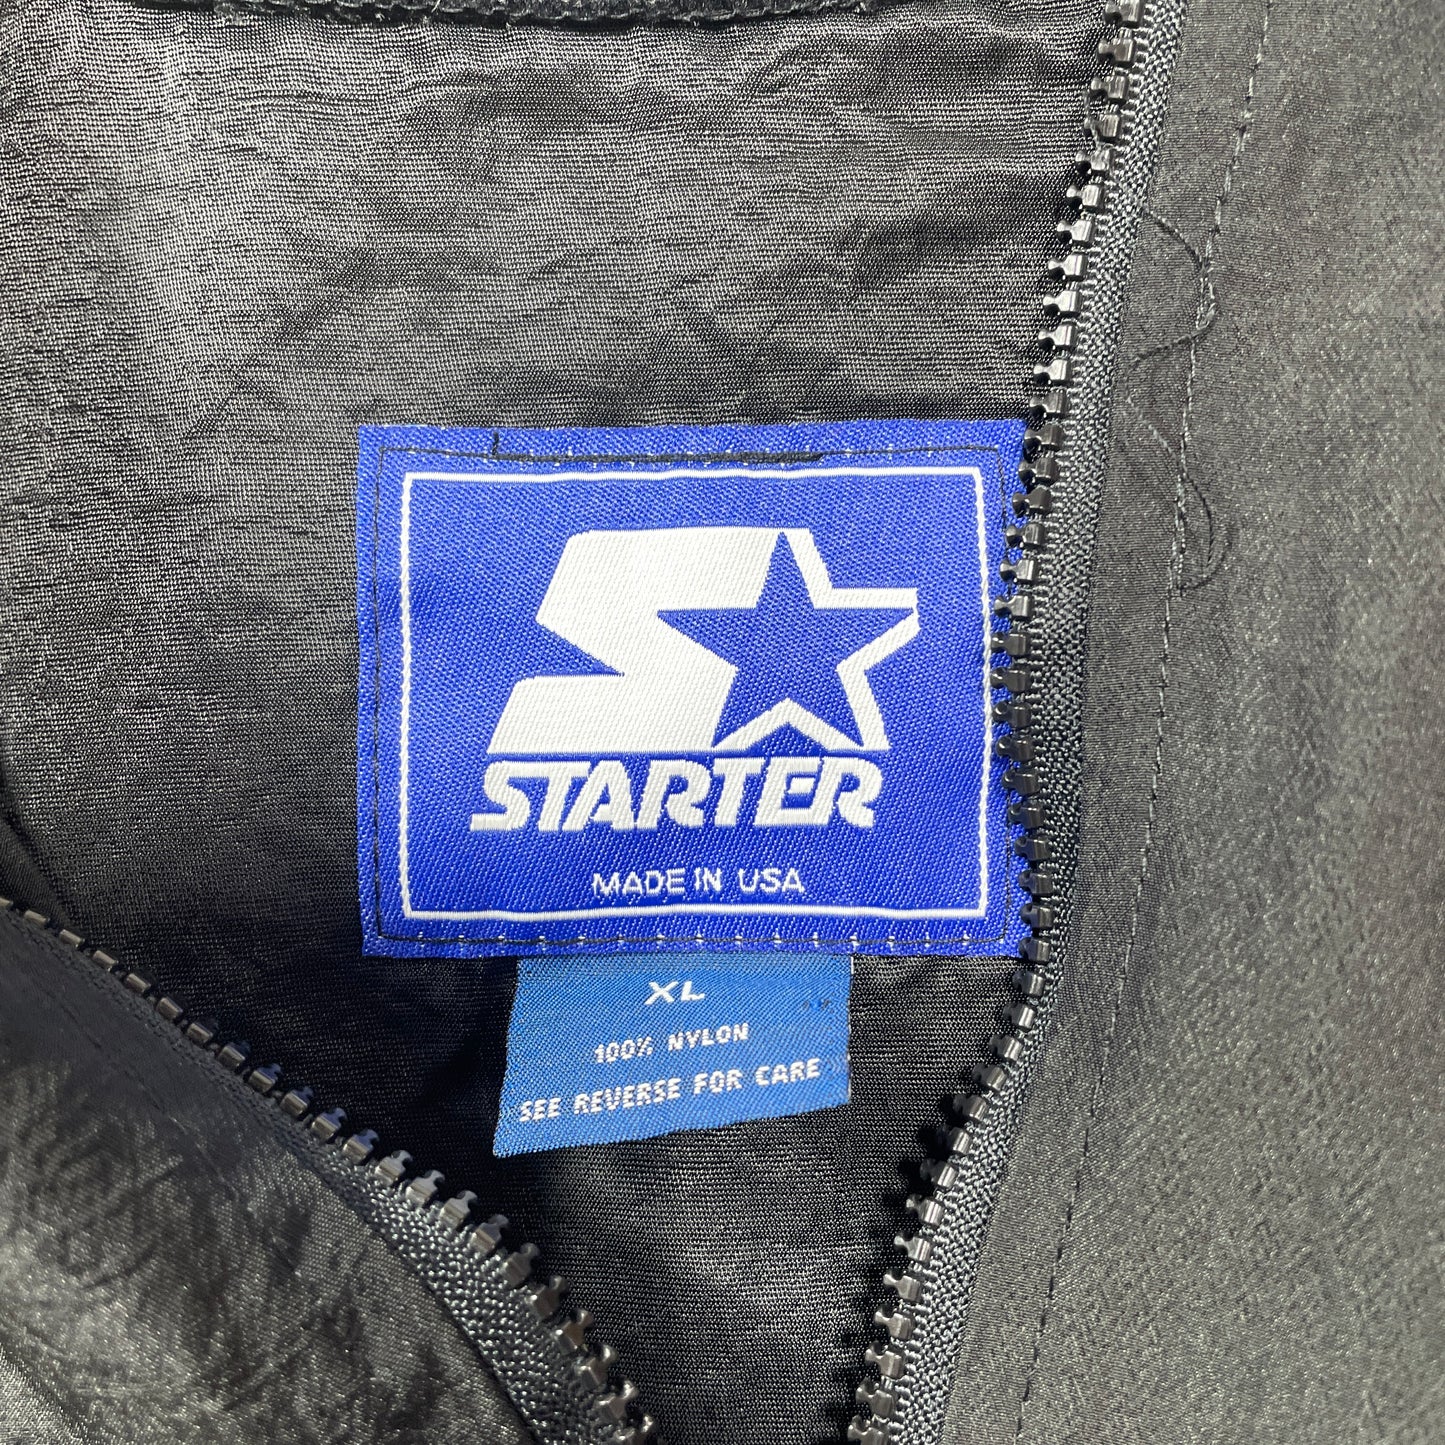 STARTER
MADE IN USA
XL
100% NYLON
SEE REVERSE FOR CARE